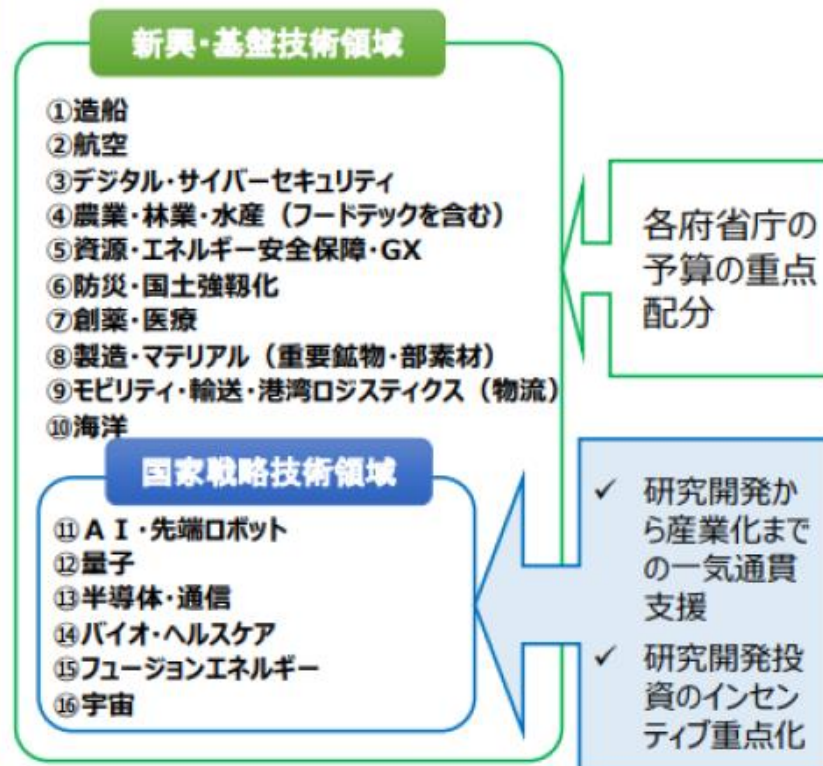 新興・基盤技術領域
①造船
②航空
③デジタル・サイバーセキュリティ
④農業・林業・水産（フードテックを含む）
⑤資源・エネルギー安全保障・GX
⑥防災・国土強靱化
⑦創薬・医療
⑧製造・マテリアル（重要鉱物・部素材）
⑨モビリティ・輸送・港湾ロジスティクス（物流）
⑩海洋
国家戦略技術領域
⑪ＡＩ・先端ロボット
⑫量子
⑬半導体・通信
⑭バイオ・ヘルスケア
⑮フュージョンエネルギー
⑯宇宙
各府省庁の
予算の重点
配分
✓ 研究開発か
ら産業化まで
の一気通貫
支援
✓ 研究開発投
資のインセン
ティブ重点化